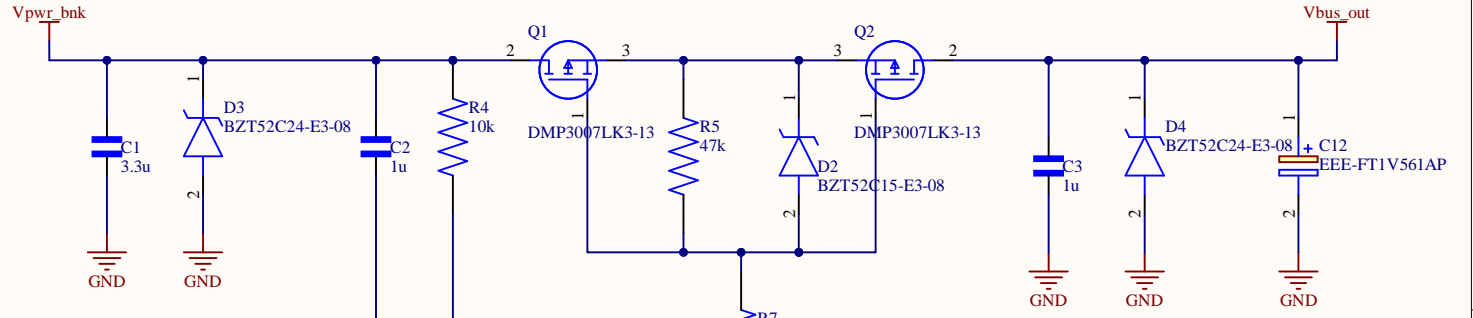 Vpwr_bnk
Vbus_out
Q1
Q2
2
3
3
2
1
D3
BZT52C24-E3-08
R4
10k
1
DMP3007LK3-13
R5
47k
1
1
DMP3007LK3-13
1
D4
BZT52C24-E3-08
1
+
C12
EEE-FT1V561AP
C1
3.3u
C2
1u
D2
BZT52C15-E3-08
C3
1u
2
2
2
2
GND
GND
GND
GND
GND
R7